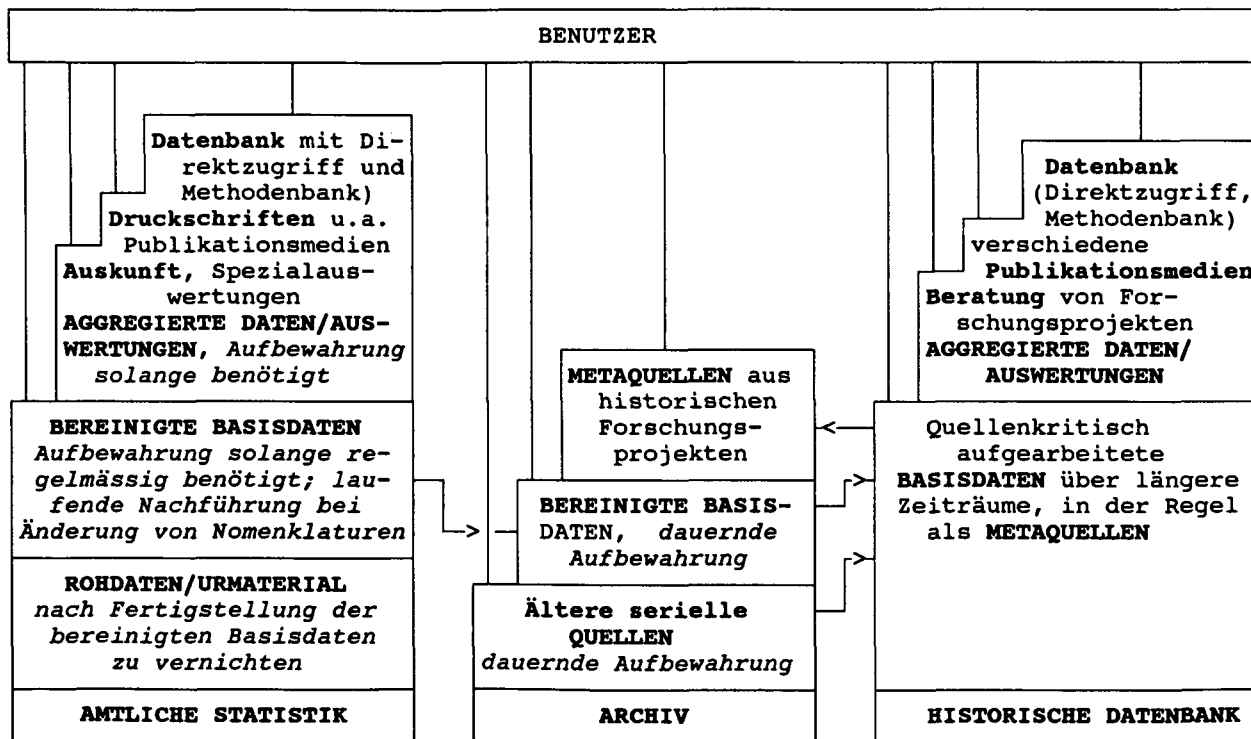 BENUTZER
Datenbank mit Di-
rektzugriff und
Methodenbank)
Druckschriften u.a.
Publikationsmedien
Auskunft, Spezialaus-
wertungen
AGGREGIERTE DATEN/AUS-
WERTUNGEN, Aufbewahrung
solange benötigt
BEREINIGTE BASISDATEN
Aufbewahrung solange re-
gelmässig benötigt; lau-
fende Nachführung bei
Änderung von Nomenklaturen
ROHDATEN/URMATERIAL
nach Fertigstellung der
bereinigten Basisdaten
zu vernichten
AMTLICHE STATISTIK
METAQUELLEN aus
historischen
Forschungs-
projekten
BEREINIGTE BASIS-
DATEN, dauernde
Aufbewahrung
Ältere serielle
QUELLEN
dauernde Aufbewahrung
ARCHIV
Datenbank
(Direktzugriff,
Methodenbank)
verschiedene
Publikationsmedien
Beratung von For-
schungsprojekten
AGGREGIERTE DATEN/
AUSWERTUNGEN
Quellenkritisch
aufgearbeitete
BASISDATEN über längere
Zeiträume, in der Regel
als METAQUELLEN
HISTORISCHE DATENBANK